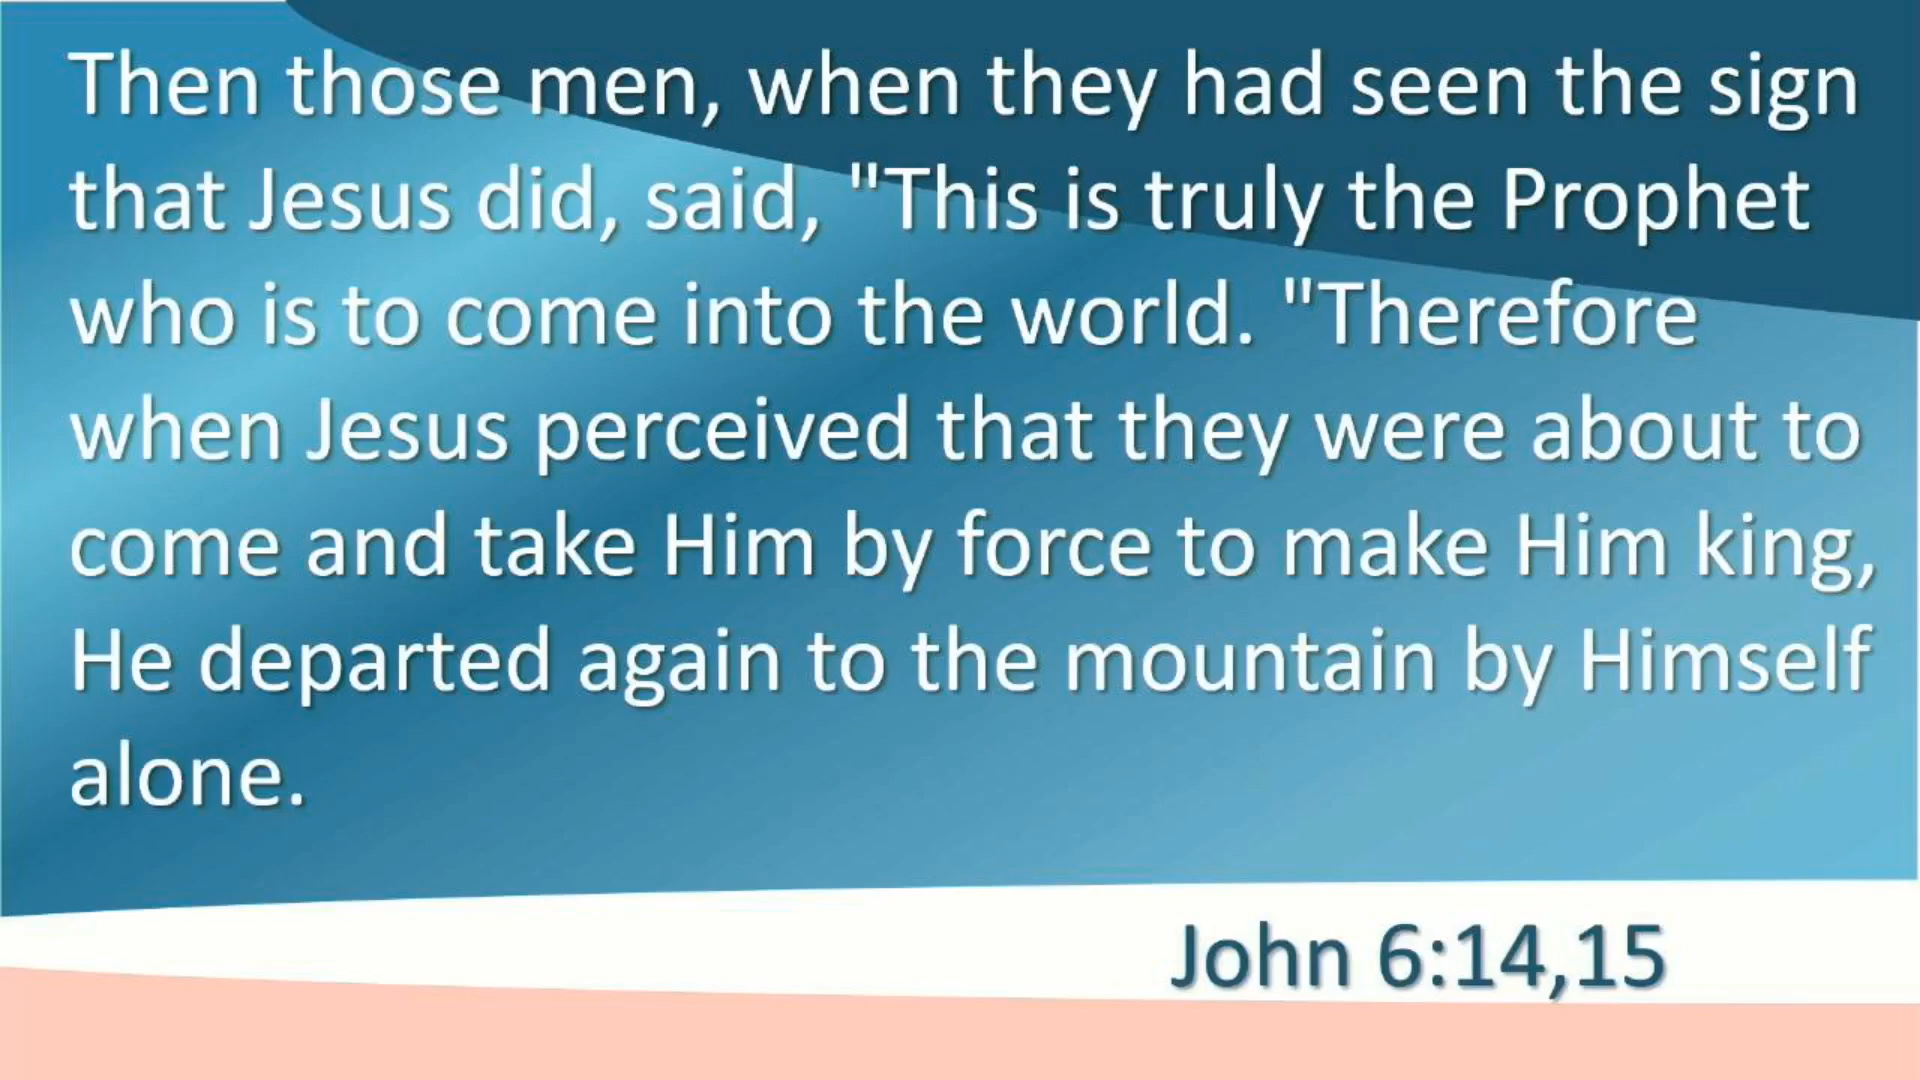 Then those men, when they had seen the sign
that Jesus did, said, "This is truly the Prophet
who is to come into the world. "Therefore
when Jesus perceived that they were about to
come and take Him by force to make Him king,
He departed again to the mountain by Himself
alone.
John 6:14,15